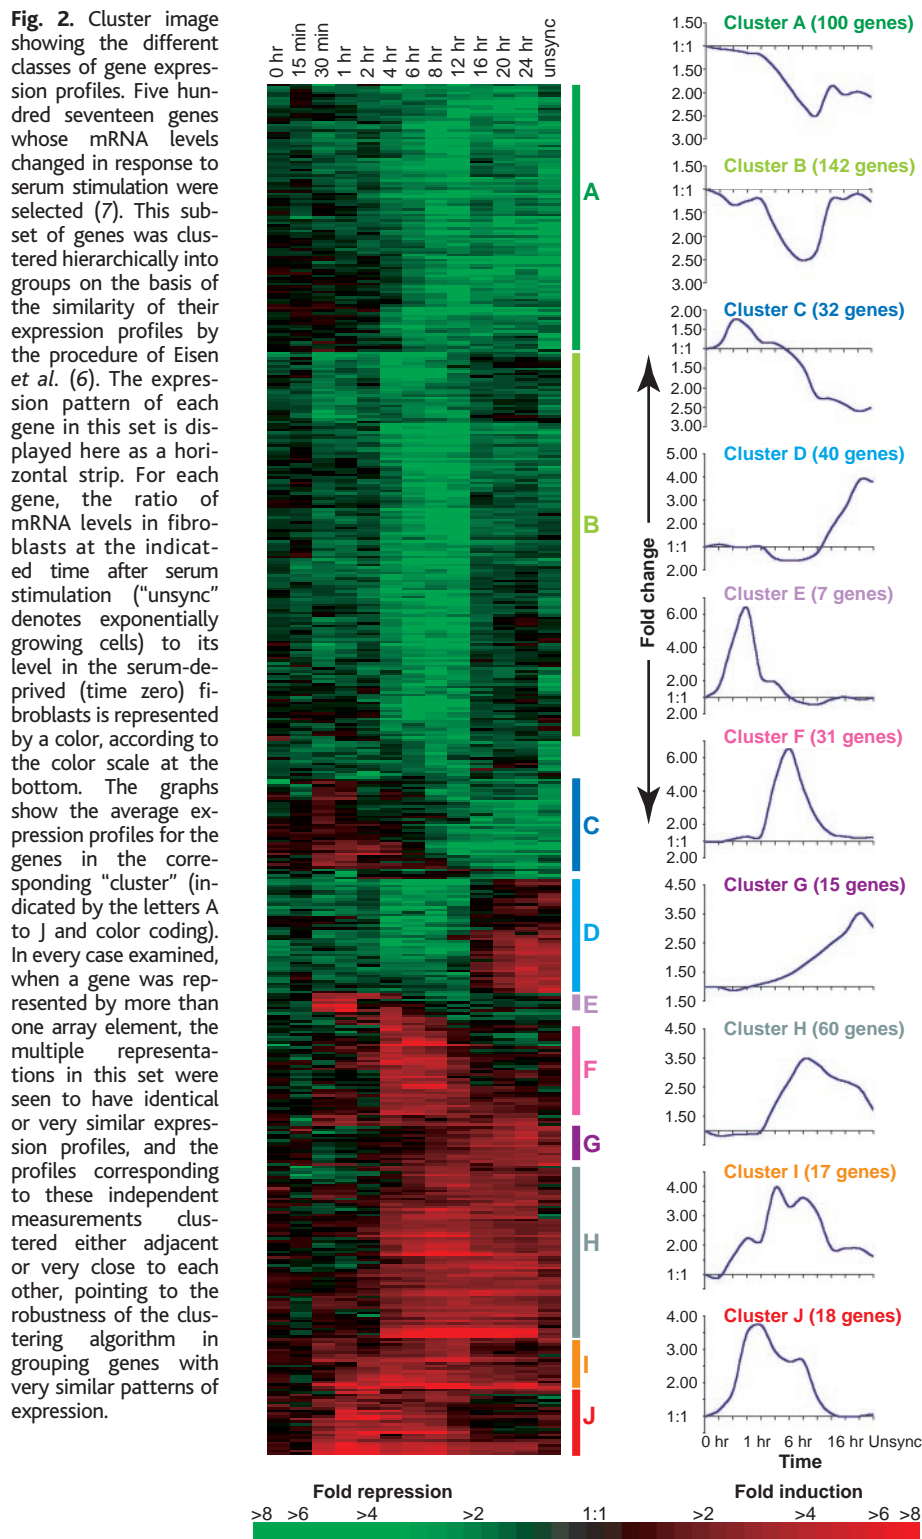 Fig. 2. Cluster image
showing the different
classes of gene expres-
sion profiles. Five hun-
dred seventeen genes
whose mRNA levels
changed in response to
serum stimulation were
selected (7). This sub-
set of genes was clus-
tered hierarchically into
groups on the basis of
the similarity of their
expression profiles by
the procedure of Eisen
et al. (6). The expres-
sion pattern of each
gene in this set is dis-
played here as a hori-
zontal strip. For each
gene, the ratio of
mRNA levels in fibro-
blasts at the indicat-
ed time after serum
stimulation (“unsync”
denotes exponentially
growing cells) to its
level in the serum-de-
prived (time zero) fi-
broblasts is represented
by a color, according to
the color scale at the
bottom. The graphs
show the average ex-
pression profiles for the
genes in the corre-
sponding “cluster” (in-
dicated by the letters A
to J and color coding).
In every case examined,
when a gene was rep-
resented by more than
one array element, the
multiple representa-
tions in this set were
seen to have identical
or very similar expres-
sion profiles, and the
profiles corresponding
to these independent
measurements clus-
tered either adjacent
or very close to each
other, pointing to the
robustness of the clus-
tering algorithm in
grouping genes with
very similar patterns of
expression.
0 hr
15 min
30 min
1 hr
2 hr
4 hr
6 hr
8 hr
12 hr
16 hr
20 hr
24 hr
unsync
A
B
C
D
E
F
G
H
I
J
Fold change
Cluster A (100 genes)
1.50
1:1
1.50
2.00
2.50
3.00
Cluster B (142 genes)
1.50
1:1
1.50
2.00
2.50
3.00
Cluster C (32 genes)
2.00
1.50
1:1
1.50
2.00
2.50
3.00
Cluster D (40 genes)
5.00
4.00
3.00
2.00
1:1
2.00
Cluster E (7 genes)
6.00
4.00
2.00
1:1
2.00
Cluster F (31 genes)
6.00
4.00
2.00
1:1
2.00
Cluster G (15 genes)
4.50
3.50
2.50
1.50
1.50
Cluster H (60 genes)
4.50
3.50
2.50
1.50
Cluster I (17 genes)
4.00
3.00
2.00
1:1
Cluster J (18 genes)
4.00
3.00
2.00
1:1
0 hr 1 hr 6 hr 16 hr Unsync
Time
Fold repression Fold induction
>8 >6 >4 >2 1:1 >2 >4 >6 >8